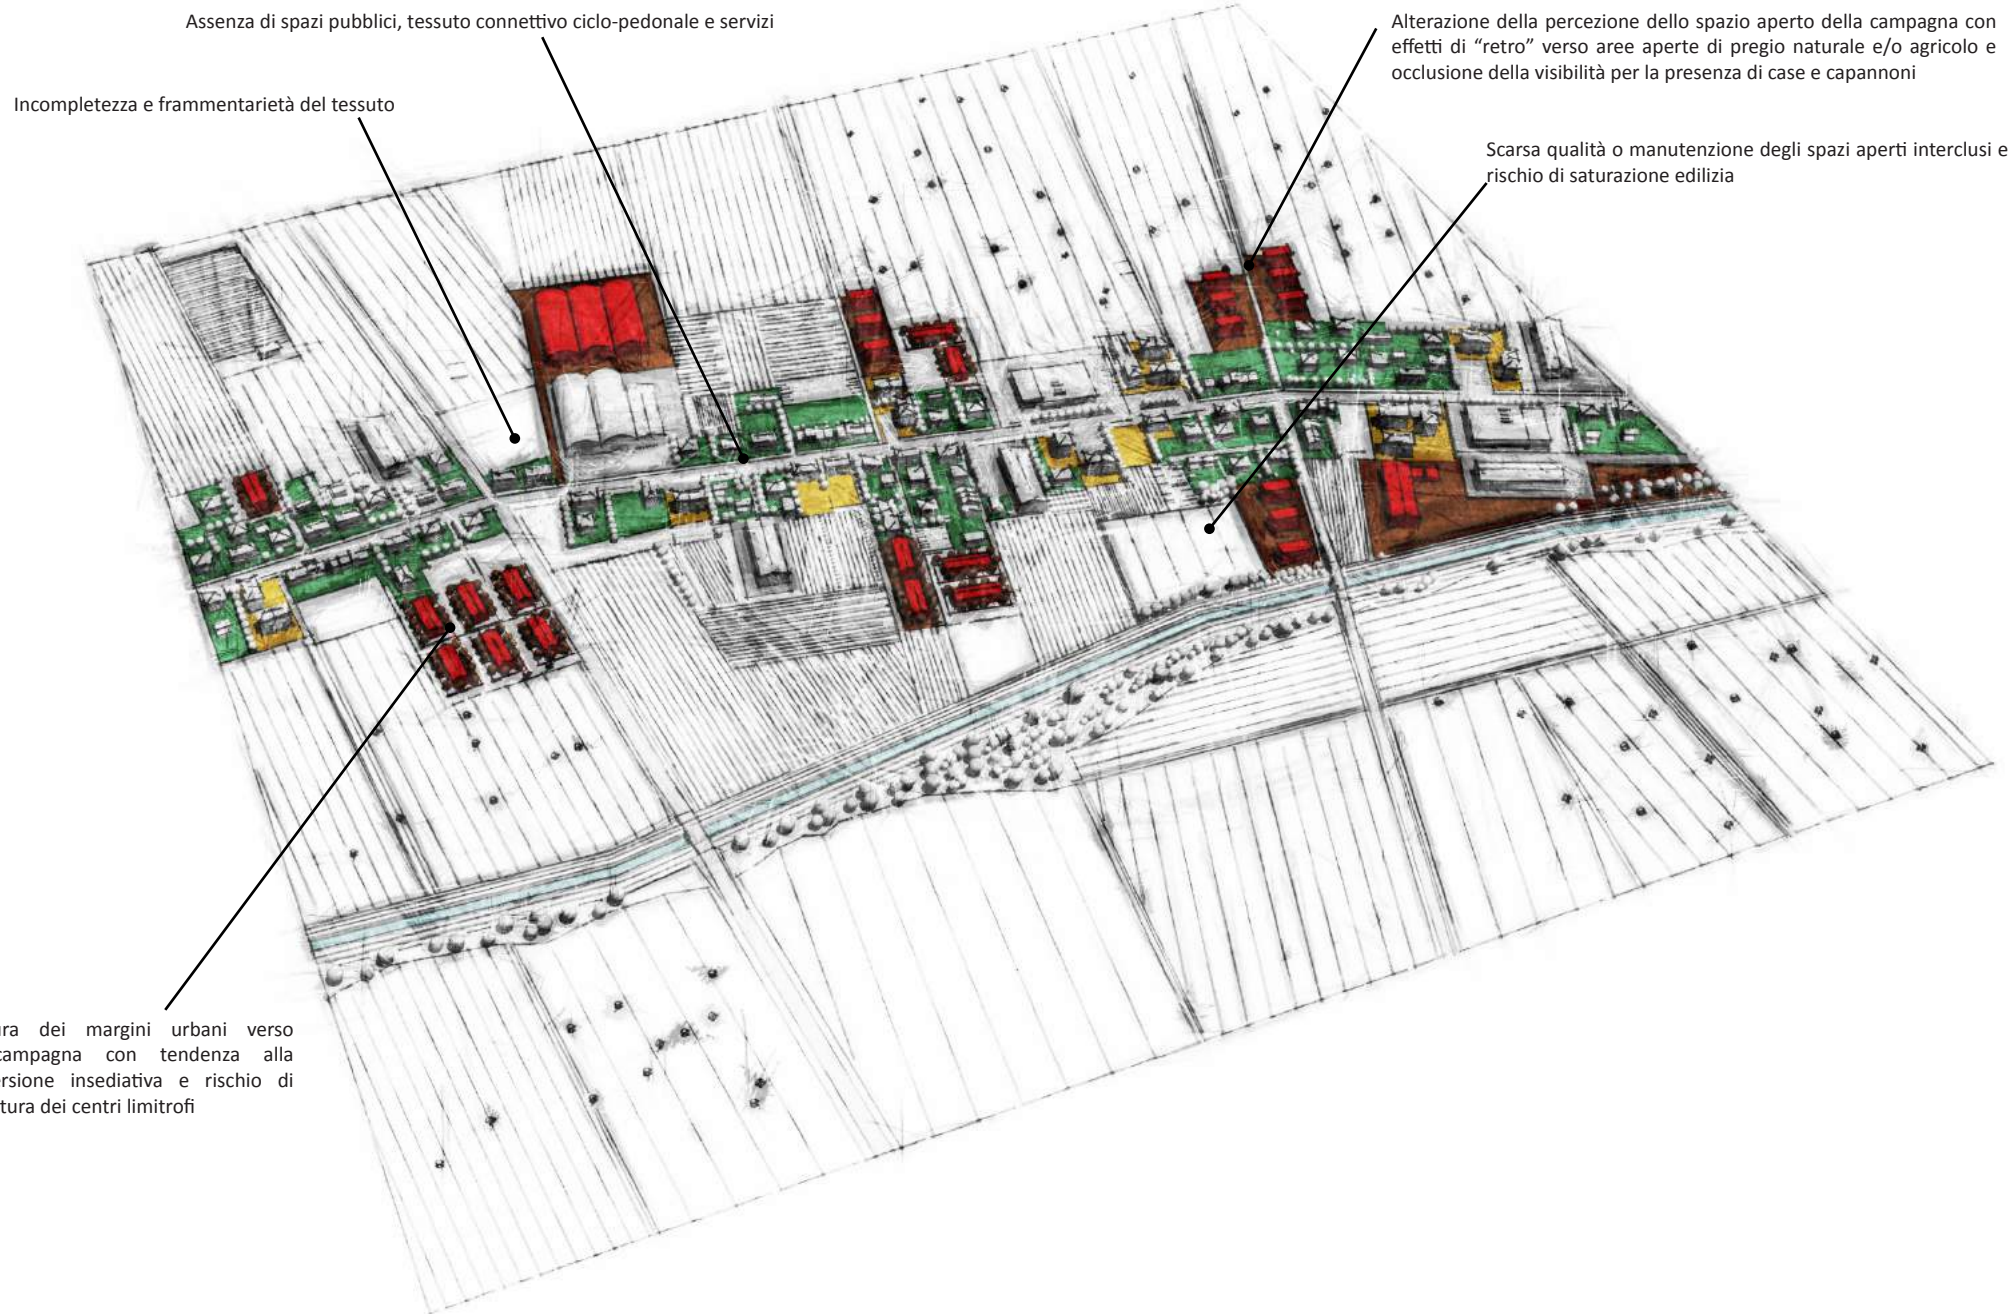 Assenza di spazi pubblici, tessuto connettivo ciclo-pedonale e servizi
Alterazione della percezione dello spazio aperto della campagna con
effetti di “retro” verso aree aperte di pregio naturale e/o agricolo e
occlusione della visibilità per la presenza di case e capannoni
Incompletezza e frammentarietà del tessuto
Scarsa qualità o manutenzione degli spazi aperti interclusi e
rischio di saturazione edilizia
dei margini urbani verso
campagna con tendenza alla
insediativa e rischio di
dei centri limitrofi